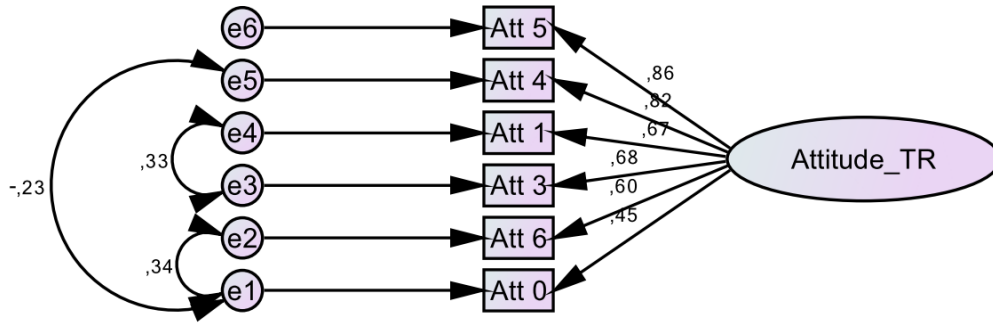 e6 Att 5
,86
e5 Att 4
,82
e4 Att 1
,67
-,23
,33
,68
Attitude_TR
e3 Att 3
,60
e2 Att 6
,45
,34
e1 Att 0